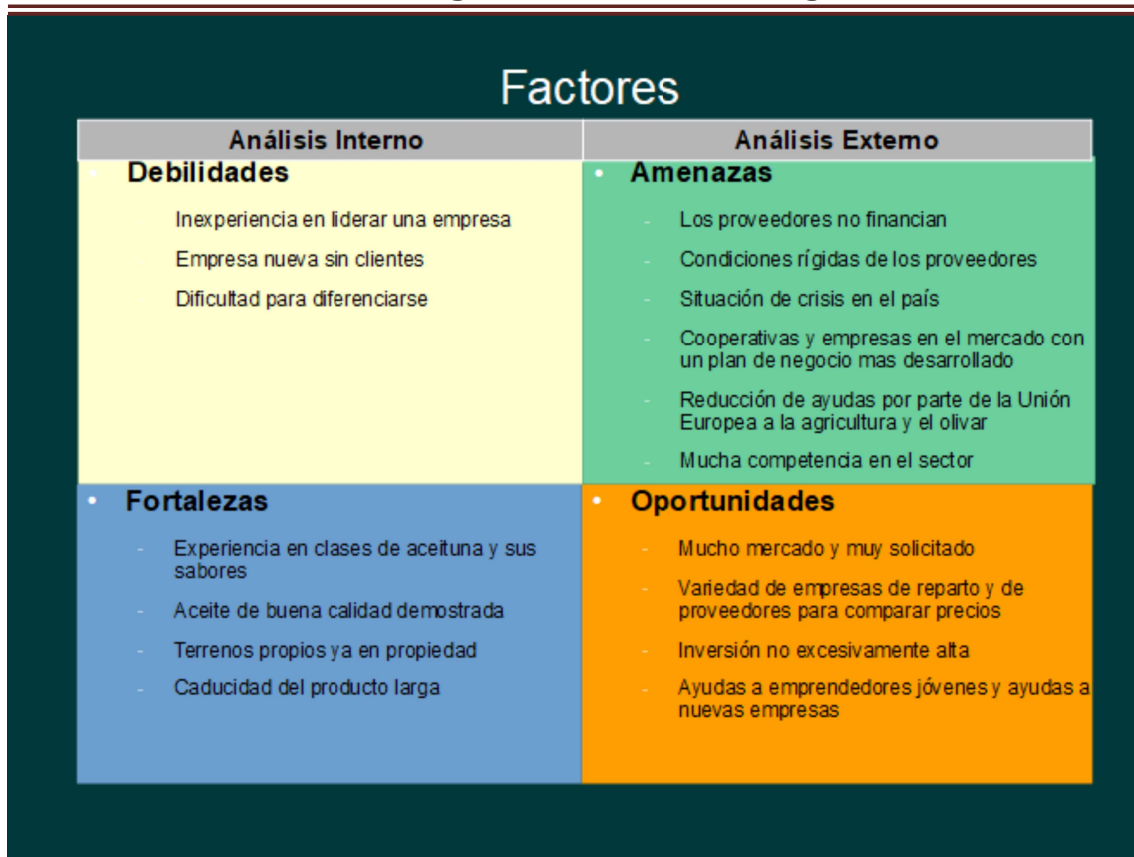 Factores
Análisis Interno
Análisis Externo
• Debilidades
Inexperiencia en liderar una empresa
Empresa nueva sin clientes
Dificultad para diferenciarse
• Amenazas
- Los proveedores no financian
- Condiciones rígidas de los proveedores
- Situación de crisis en el país
- Cooperativas y empresas en el mercado con
un plan de negocio mas desarrollado
- Reducción de ayudas por parte de la Unión
Europea a la agricultura y el olivar
- Mucha competencia en el sector
• Fortalezas
- Experiencia en clases de aceituna y sus
sabores
- Aceite de buena calidad demostrada
- Terrenos propios ya en propiedad
- Caducidad del producto larga
• Oportunidades
- Mucho mercado y muy solicitado
- Variedad de empresas de reparto y de
proveedores para comparar precios
- Inversión no excesivamente alta
- Ayudas a emprendedores jóvenes y ayudas a
nuevas empresas